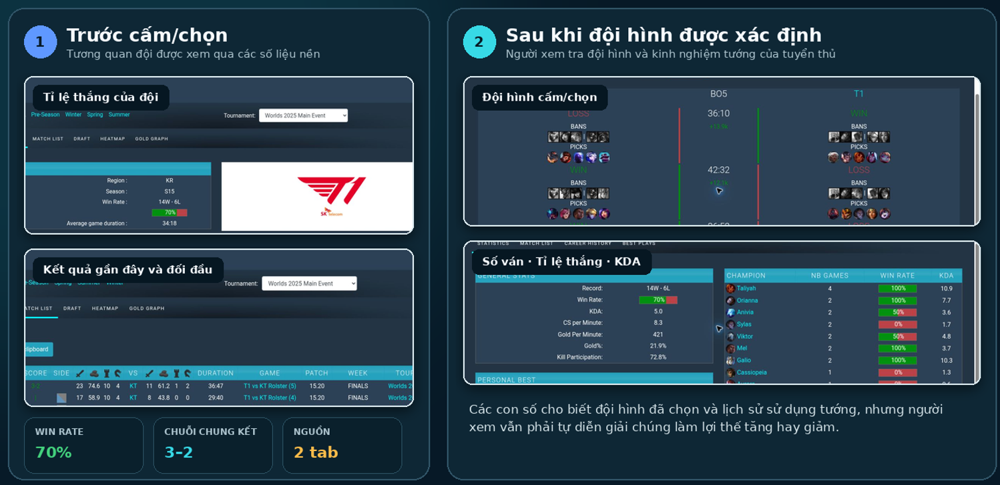 1
Trước cấm/chọn
Tương quan đội được xem qua các số liệu nền
Tỉ lệ thắng của đội
Pre-Season Winter Spring Summer
Tournament: Worlds 2025 Main Event
MATCH LIST DRAFT HEATMAP GOLD GRAPH
Region : KR
Season : S15
Win Rate : 14W - 6L
70%
Average game duration : 34:18
T1
SK telecom
Kết quả gần đây và đối đầu
-Season Spring Summer Winter
Tournament: Worlds 2025 Main Event
ATCH LIST DRAFT HEATMAP GOLD GRAPH
clipboard
SCORE SIDE VS DURATION GAME PATCH WEEK TOUR
3-2 23 74.6 10 4 KT 11 61.2 1 2 36:47 T1 vs KT Rolster (5) 15.20 FINALS Worlds 2
17 58.9 10 4 KT 8 43.8 0 0 29:40 T1 vs KT Rolster (4) 15.20 FINALS Worlds 2
WIN RATE
70%
CHUỖI CHUNG KẾT
3–2
NGUỒN
2 tab
2
Sau khi đội hình được xác định
Người xem tra đội hình và kinh nghiệm tướng của tuyển thủ
Đội hình cấm/chọn
BO5 T1
LOSS 36:10 WIN
+13.9k
BANS BANS
PICKS PICKS
WIN 42:32 LOSS
+12.1k
BANS BANS
PICKS PICKS
STATISTICS MATCH LIST CAREER HISTORY BEST PLAYS
Số ván · Tỉ lệ thắng · KDA
GENERAL STATS
Record: 14W - 6L
Win Rate: 70%
KDA: 5.0
CS per Minute: 8.3
Gold Per Minute: 421
Gold%: 21.9%
Kill Participation: 72.8%
PERSONAL BEST
CHAMPION NB GAMES WIN RATE KDA
Taliyah 4 100% 10.9
Orianna 2 100% 7.7
Anivia 2 50% 3.6
Sylas 2 0% 1.7
Viktor 2 50% 4.8
Mel 2 100% 3.7
Galio 2 100% 10.3
Cassiopeia 1 0% 1.3
Các con số cho biết đội hình đã chọn và lịch sử sử dụng tướng, nhưng người
xem vẫn phải tự diễn giải chúng làm lợi thế tăng hay giảm.